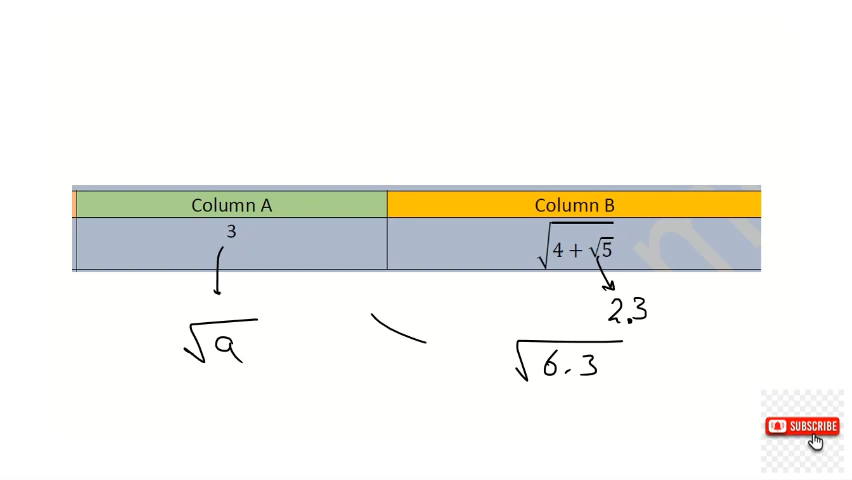 Column A Column B
3 √(4 + √5)
2.3
√9 √6.3
SUBSCRIBE